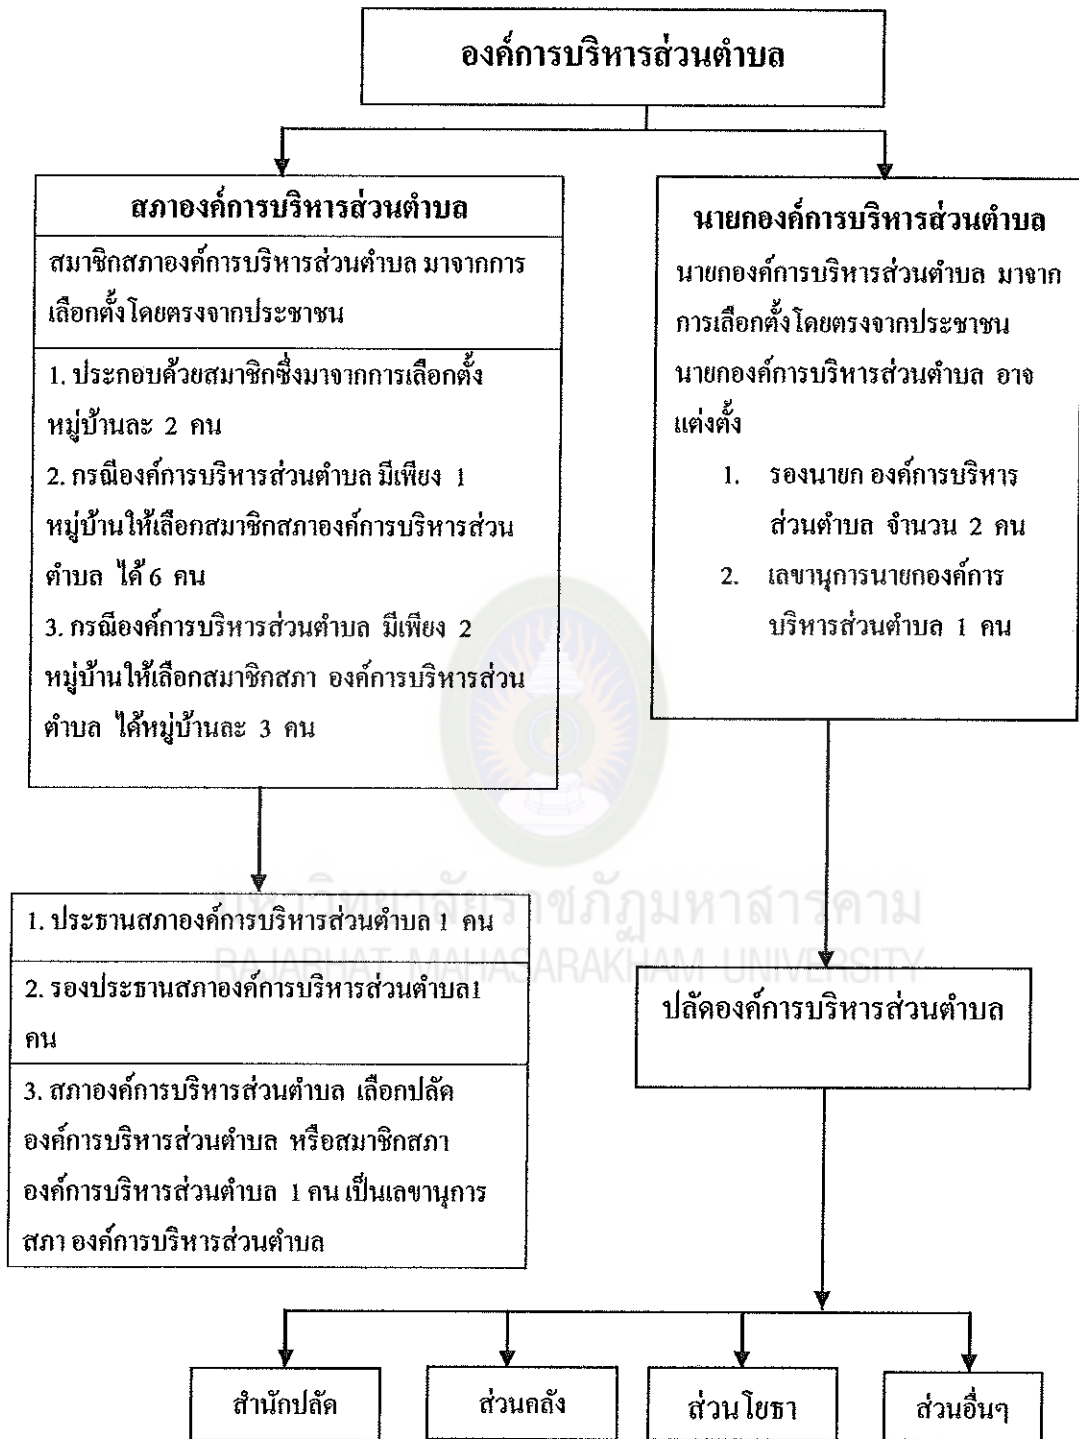 องค์การบริหารส่วนตำบล
สภาองค์การบริหารส่วนตำบล
สมาชิกสภาองค์การบริหารส่วนตำบล มาจากการ
เลือกตั้งโดยตรงจากประชาชน
1. ประกอบด้วยสมาชิกซึ่งมาจากการเลือกตั้ง
หมู่บ้านละ 2 คน
2. กรณีองค์การบริหารส่วนตำบล มีเพียง 1
หมู่บ้านให้เลือกสมาชิกสภาองค์การบริหารส่วน
ตำบล ได้ 6 คน
3. กรณีองค์การบริหารส่วนตำบล มีเพียง 2
หมู่บ้านให้เลือกสมาชิกสภา องค์การบริหารส่วน
ตำบล ได้หมู่บ้านละ 3 คน
นายกองค์การบริหารส่วนตำบล
นายกองค์การบริหารส่วนตำบล มาจาก
การเลือกตั้งโดยตรงจากประชาชน
นายกองค์การบริหารส่วนตำบล อาจ
แต่งตั้ง
1. รองนายก องค์การบริหาร
ส่วนตำบล จำนวน 2 คน
2. เลขานุการนายกองค์การ
บริหารส่วนตำบล 1 คน
มหาวิทยาลัยราชภัฏมหาสารคาม
RAJABHAT MAHASARAKHAM UNIVERSITY
1. ประธานสภาองค์การบริหารส่วนตำบล 1 คน
2. รองประธานสภาองค์การบริหารส่วนตำบล1
คน
3. สภาองค์การบริหารส่วนตำบล เลือกปลัด
องค์การบริหารส่วนตำบล หรือสมาชิกสภา
องค์การบริหารส่วนตำบล 1 คน เป็นเลขานุการ
สภา องค์การบริหารส่วนตำบล
ปลัดองค์การบริหารส่วนตำบล
สำนักปลัด
ส่วนคลัง
ส่วนโยธา
ส่วนอื่นๆ